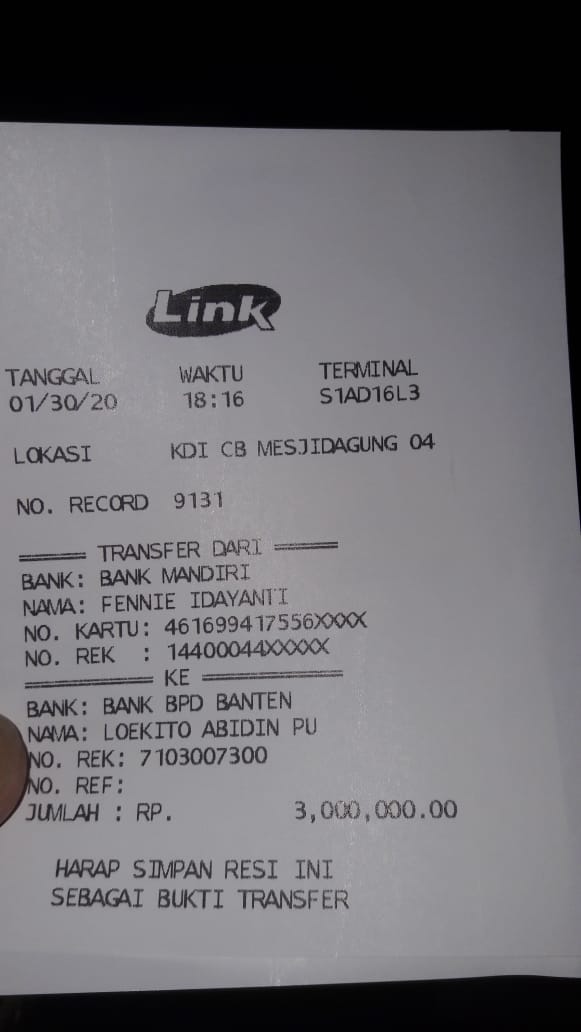 Link
TANGGAL WAKTU TERMINAL
01/30/20 18:16 S1AD16L3
LOKASI KDI CB MESJIDAGUNG 04
NO. RECORD 9131
====== TRANSFER DARI ======
BANK: BANK MANDIRI
NAMA: FENNIE IDAYANTI
NO. KARTU: 461699417556XXXX
NO. REK : 14400044XXXXX
============ KE =============
BANK: BANK BPD BANTEN
NAMA: LOEKITO ABIDIN PU
NO. REK: 7103007300
NO. REF:
JUMLAH : RP. 3,000,000.00
HARAP SIMPAN RESI INI
SEBAGAI BUKTI TRANSFER